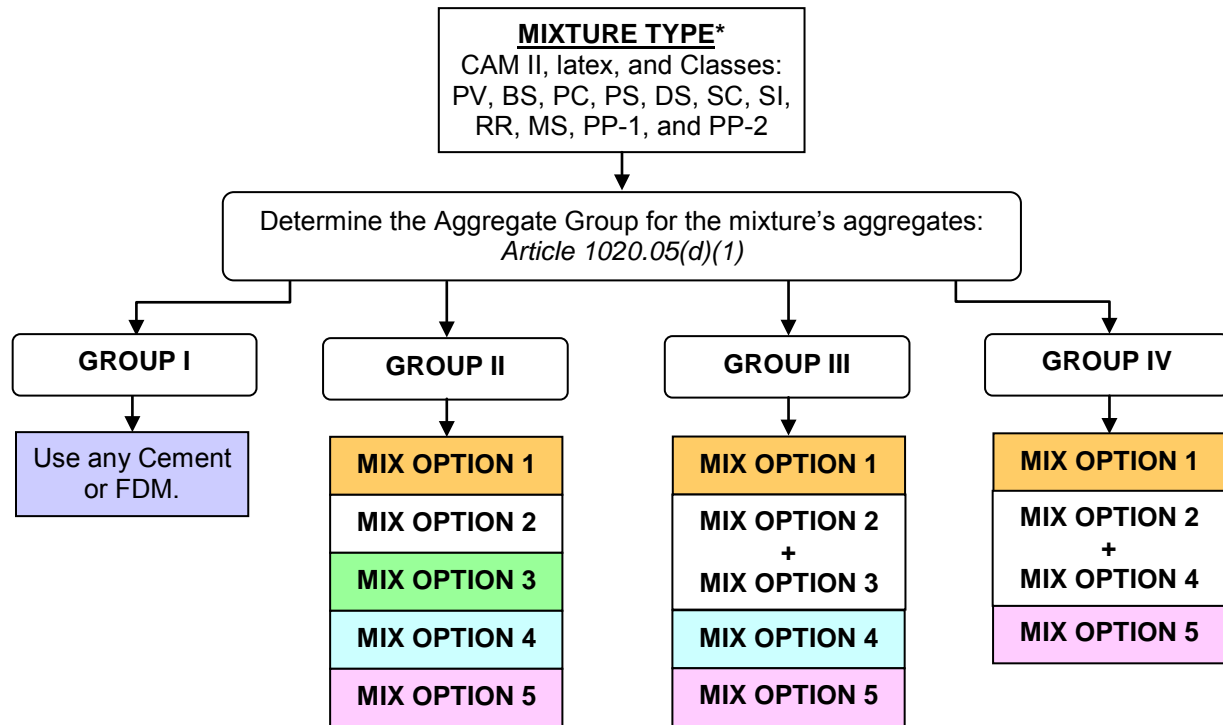 MIXTURE TYPE*
CAM II, latex, and Classes:
PV, BS, PC, PS, DS, SC, SI,
RR, MS, PP-1, and PP-2
Determine the Aggregate Group for the mixture’s aggregates:
Article 1020.05(d)(1)
GROUP I
Use any Cement
or FDM.
GROUP II
MIX OPTION 1
MIX OPTION 2
MIX OPTION 3
MIX OPTION 4
MIX OPTION 5
GROUP III
MIX OPTION 1
MIX OPTION 2
+
MIX OPTION 3
MIX OPTION 4
MIX OPTION 5
GROUP IV
MIX OPTION 1
MIX OPTION 2
+
MIX OPTION 4
MIX OPTION 5